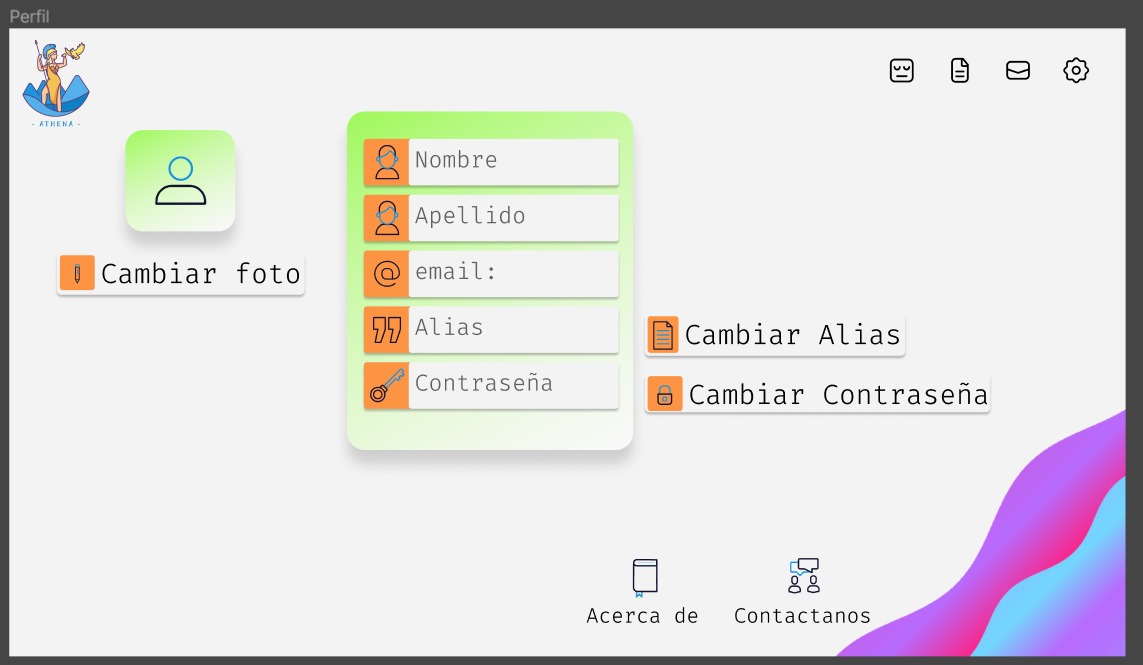 Perfil
- ATHENA -
Nombre
Apellido
email:
Alias
Contraseña
Cambiar foto
Cambiar Alias
Cambiar Contraseña
Acerca de
Contactanos